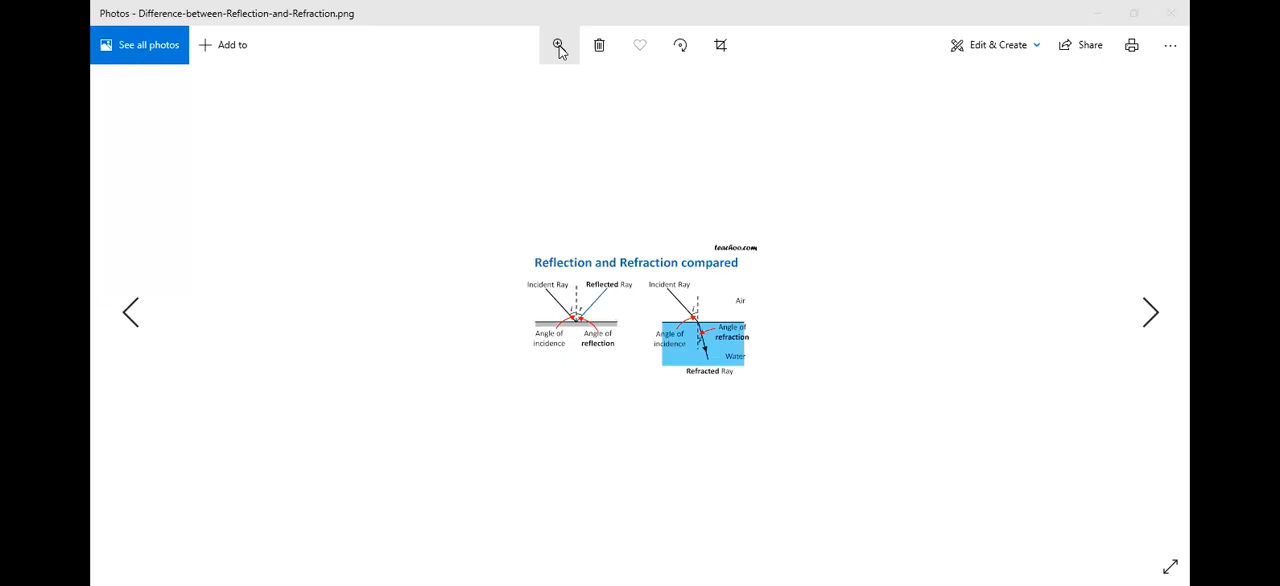 Photos - Difference-between-Reflection-and-Refraction.png
See all photos
Add to
Edit & Create
Share
teachoo.com
Reflection and Refraction compared
Incident Ray
Reflected Ray
i
r
Angle of
incidence
Angle of
reflection
Incident Ray
Air
i
Angle of
incidence
Angle of
refraction
Water
Refracted Ray